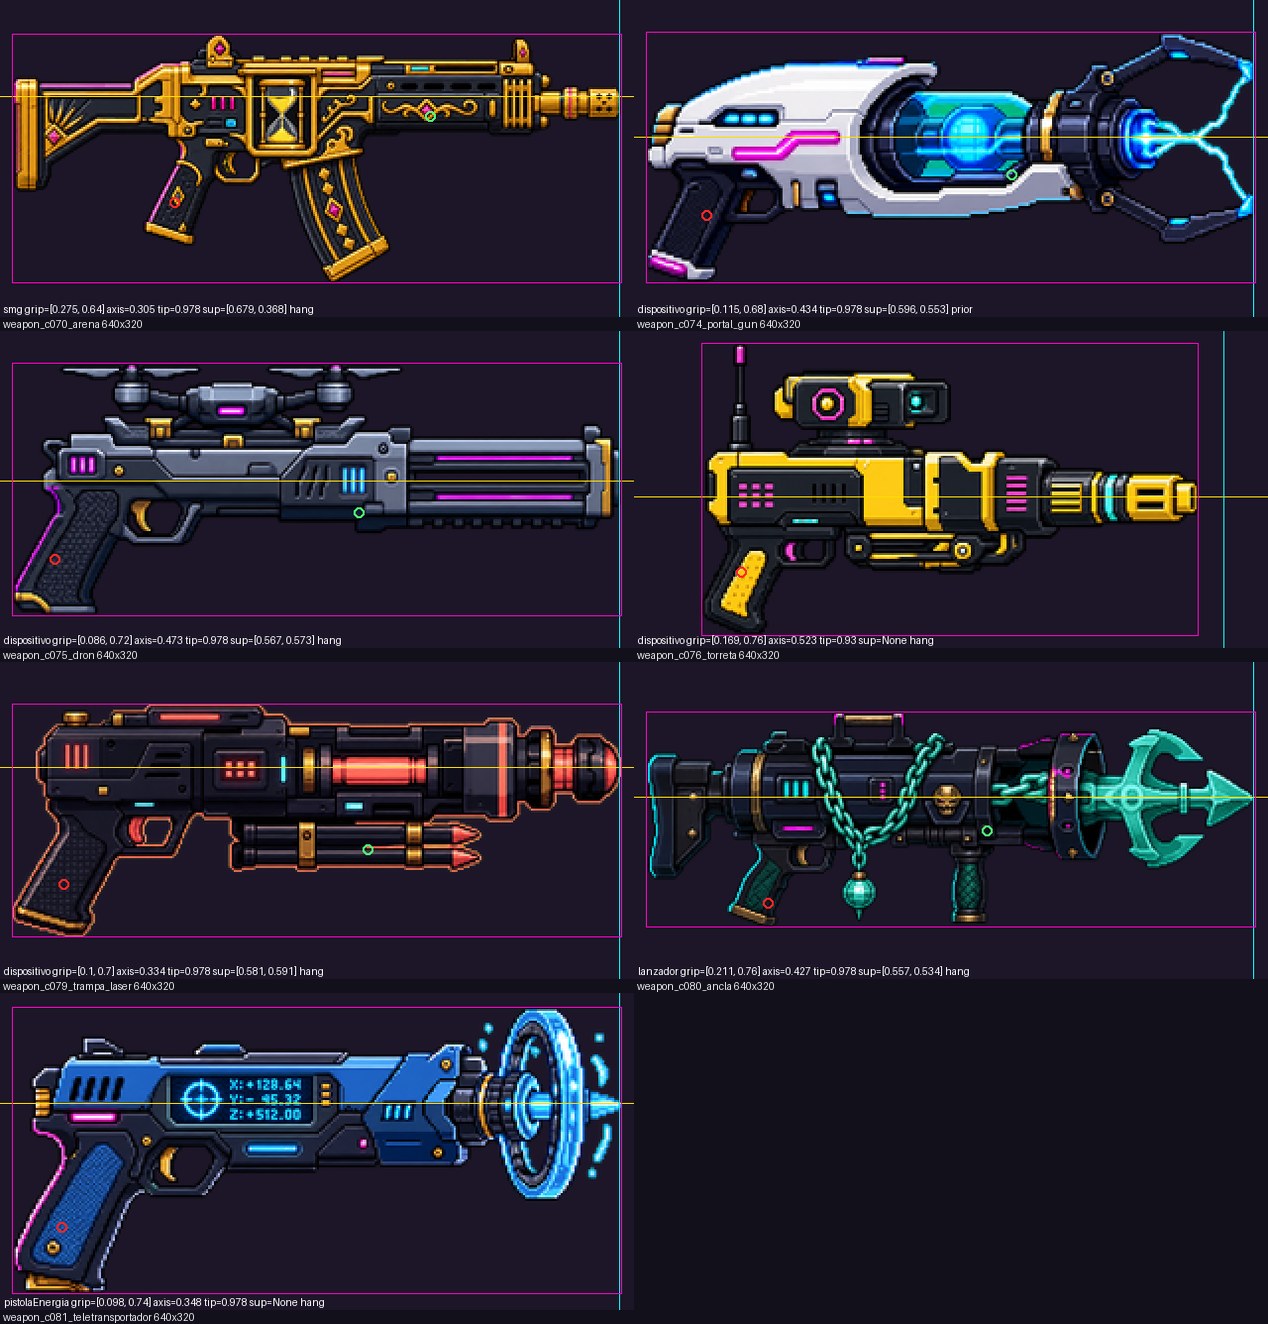 smg grip=[0.275, 0.64] axis=0.305 tip=0.978 sup=[0.679, 0.368] hang
weapon_c070_arena 640x320
dispositivo grip=[0.115, 0.68] axis=0.434 tip=0.978 sup=[0.596, 0.553] prior
weapon_c074_portal_gun 640x320
dispositivo grip=[0.086, 0.72] axis=0.473 tip=0.978 sup=[0.567, 0.573] hang
weapon_c075_dron 640x320
dispositivo grip=[0.169, 0.76] axis=0.523 tip=0.93 sup=None hang
weapon_c076_torreta 640x320
dispositivo grip=[0.1, 0.7] axis=0.334 tip=0.978 sup=[0.581, 0.591] hang
weapon_c079_trampa_laser 640x320
lanzador grip=[0.211, 0.76] axis=0.427 tip=0.978 sup=[0.557, 0.534] hang
weapon_c080_ancla 640x320
X:+128.64
Y:- 45.32
Z:+512.00
pistolaEnergia grip=[0.098, 0.74] axis=0.348 tip=0.978 sup=None hang
weapon_c081_teletransportador 640x320